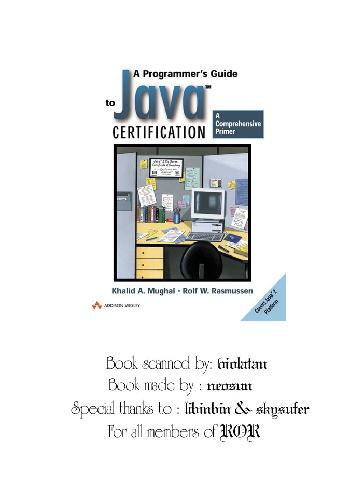 A Programmer's Guide
to Java™
CERTIFICATION
A
Comprehensive
Primer
Khalid A. Mughal · Rolf W. Rasmussen
ADDISON-WESLEY
Covers Java 2
Platform
Book scanned by: biolatan
Book made by : neosun
Special thanks to : libinbin & skysufer
For all members of ROR